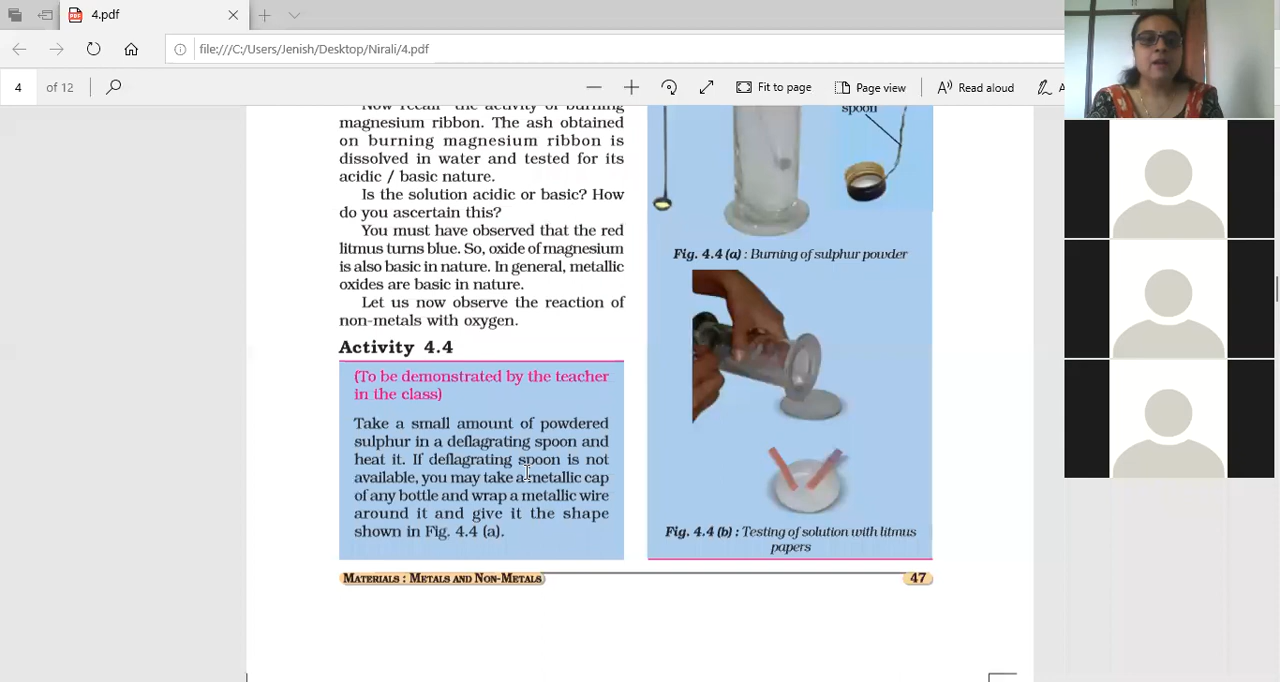 4.pdf
file:///C:/Users/Jenish/Desktop/Nirali/4.pdf
4 of 12
Fit to page
Page view
Read aloud
Now recall the activity of burning
magnesium ribbon. The ash obtained
on burning magnesium ribbon is
dissolved in water and tested for its
acidic / basic nature.
Is the solution acidic or basic? How
do you ascertain this?
You must have observed that the red
litmus turns blue. So, oxide of magnesium
is also basic in nature. In general, metallic
oxides are basic in nature.
Let us now observe the reaction of
non-metals with oxygen.
Activity 4.4
(To be demonstrated by the teacher
in the class)
Take a small amount of powdered
sulphur in a deflagrating spoon and
heat it. If deflagrating spoon is not
available, you may take a metallic cap
of any bottle and wrap a metallic wire
around it and give it the shape
shown in Fig. 4.4 (a).
spoon
Fig. 4.4 (a) : Burning of sulphur powder
Fig. 4.4 (b) : Testing of solution with litmus
papers
MATERIALS : METALS AND NON-METALS
47